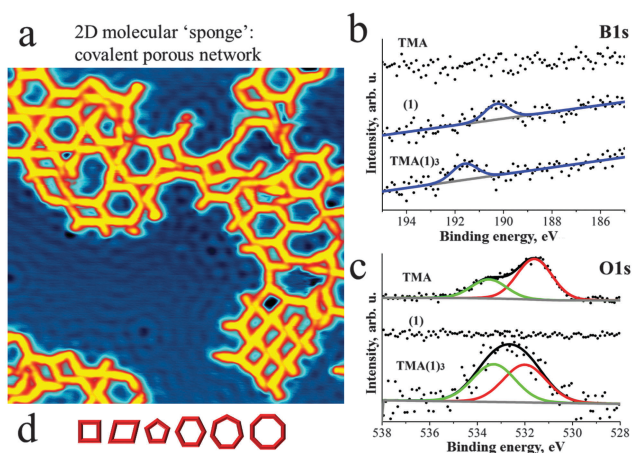 a
2D molecular ‘sponge’:
covalent porous network
b
B1s
TMA
(1)
TMA(1)3
Intensity, arb. u.
194 192 190 188 186
Binding energy, eV
c
O1s
TMA
(1)
TMA(1)3
Intensity, arb. u.
538 536 534 532 530 528
Binding energy, eV
d